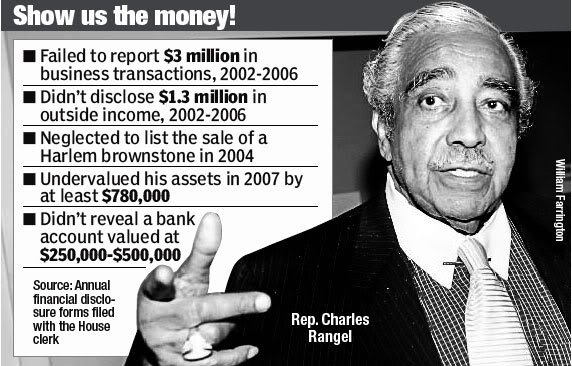 Show us the money!
■ Failed to report $3 million in
business transactions, 2002-2006
■ Didn't disclose $1.3 million in
outside income, 2002-2006
■ Neglected to list the sale of a
Harlem brownstone in 2004
■ Undervalued his assets in 2007 by
at least $780,000
■ Didn't reveal a bank
account valued at
$250,000-$500,000
Source: Annual
financial disclo-
sure forms filed
with the House
clerk
Rep. Charles
Rangel
William Farrington